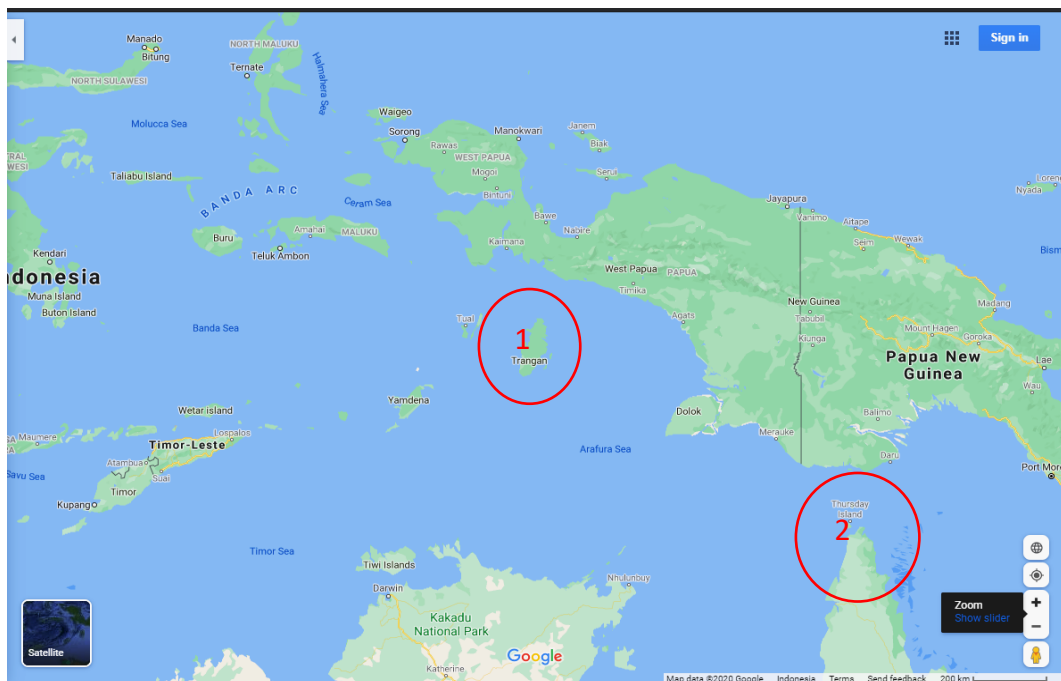 Manado
Bitung
NORTH MALUKU
Sign in
Ternate
Halmahera Sea
NORTH SULAWESI
Waigeo
Molucca Sea
Sorong
Manokwari
Janem
Biak
Rawas
WEST PAPUA
Mogoi
Serui
Taliabu Island
Bintuni
BANDA ARC
Ceram Sea
Jayapura
Nyada
Bawe
Vanimo
Aitape
Buru
Amahai
MALUKU
Nabire
Wewak
Kaimana
Seim
Teluk Ambon
Kendari
West Papua
PAPUA
donesia
Timika
Muna Island
New Guinea
Madang
Buton Island
Tual
Agats
Tabubil
Banda Sea
1
Kiunga
Mount Hagen
Goroka
Trangan
Papua New
Guinea
Lae
Wau
Yamdena
Wetar island
Dolok
Balimo
Lospalos
Merauke
Maumere
Timor-Leste
Arafura Sea
Daru
Atambua
Suai
Savu Sea
Port Mor
Timor
Kupang
Thursday
Island
2
Timor Sea
Tiwi Islands
Nhulunbuy
Darwin
Zoom
Show slider
Kakadu
National Park
Satellite
Google
Katherine
Map data ©2020 Google Indonesia Terms Send feedback 200 km